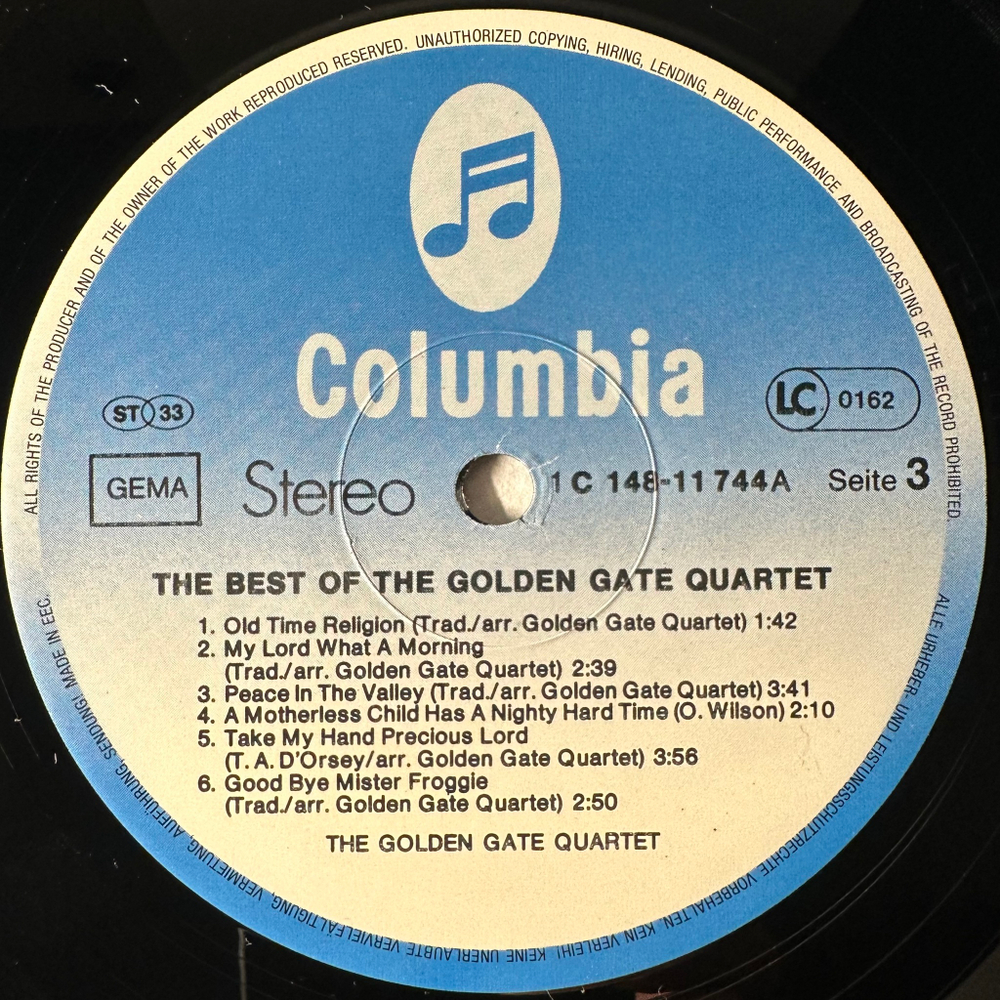 ALL RIGHTS OF THE PRODUCER AND OF THE OWNER OF THE WORK REPRODUCED RESERVED. UNAUTHORIZED COPYING, HIRING, LENDING, PUBLIC PERFORMANCE AND BROADCASTING OF THE RECORD PROHIBITED.
Columbia
ST 33
LC 0162
GEMA
Stereo
1 C 148-11 744 A
Seite 3
THE BEST OF THE GOLDEN GATE QUARTET
1. Old Time Religion (Trad./arr. Golden Gate Quartet) 1:42
2. My Lord What A Morning
(Trad./arr. Golden Gate Quartet) 2:39
3. Peace In The Valley (Trad./arr. Golden Gate Quartet) 3:41
4. A Motherless Child Has A Nighty Hard Time (O. Wilson) 2:10
5. Take My Hand Precious Lord
(T. A. D'Orsey/arr. Golden Gate Quartet) 3:56
6. Good Bye Mister Froggie
(Trad./arr. Golden Gate Quartet) 2:50
THE GOLDEN GATE QUARTET
ALLE URHEBER- UND LEISTUNGSSCHUTZRECHTE VORBEHALTEN. KEIN VERLEIH! KEINE UNERLAUBTE VERVIELFÄLTIGUNG, VERMIETUNG, AUFFÜHRUNG, SENDUNG! MADE IN EEC.